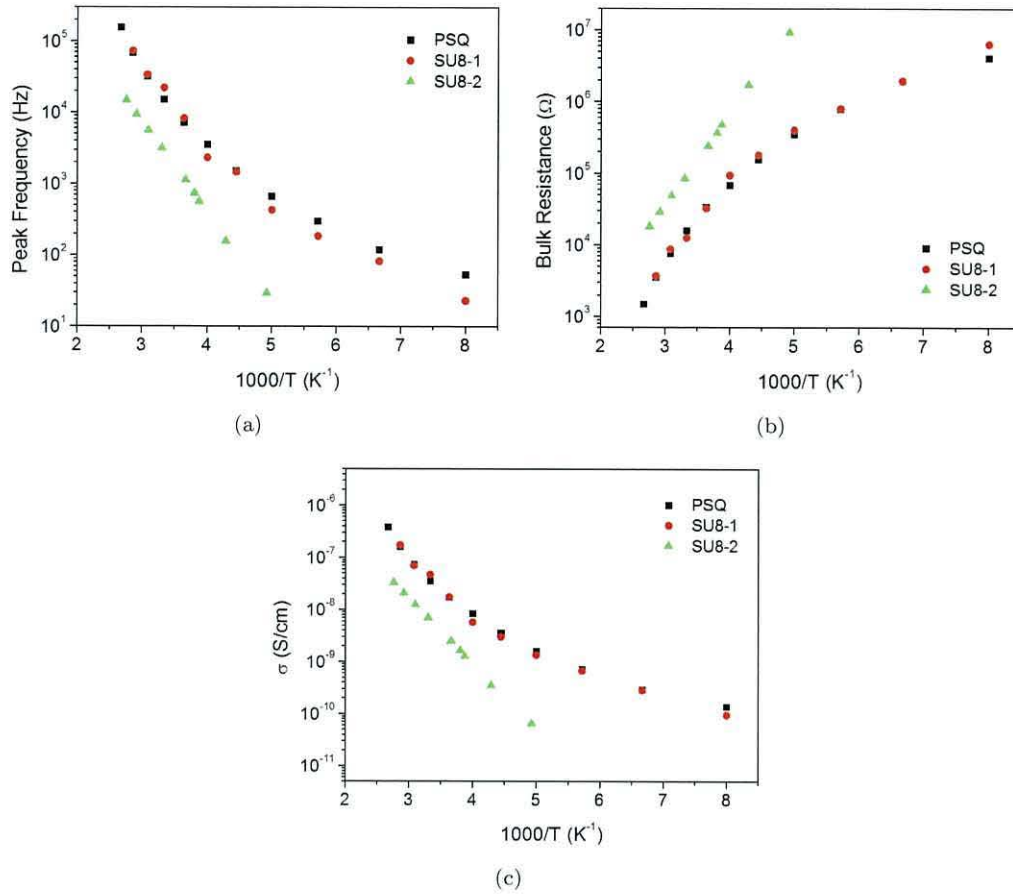 10^5
10^4
10^3
10^2
10^1
Peak Frequency (Hz)
PSQ
SU8-1
SU8-2
2 3 4 5 6 7 8
1000/T (K^-1)
(a)
10^7
10^6
10^5
10^4
10^3
Bulk Resistance (Ω)
PSQ
SU8-1
SU8-2
2 3 4 5 6 7 8
1000/T (K^-1)
(b)
10^-6
10^-7
10^-8
10^-9
10^-10
10^-11
σ (S/cm)
PSQ
SU8-1
SU8-2
2 3 4 5 6 7 8
1000/T (K^-1)
(c)